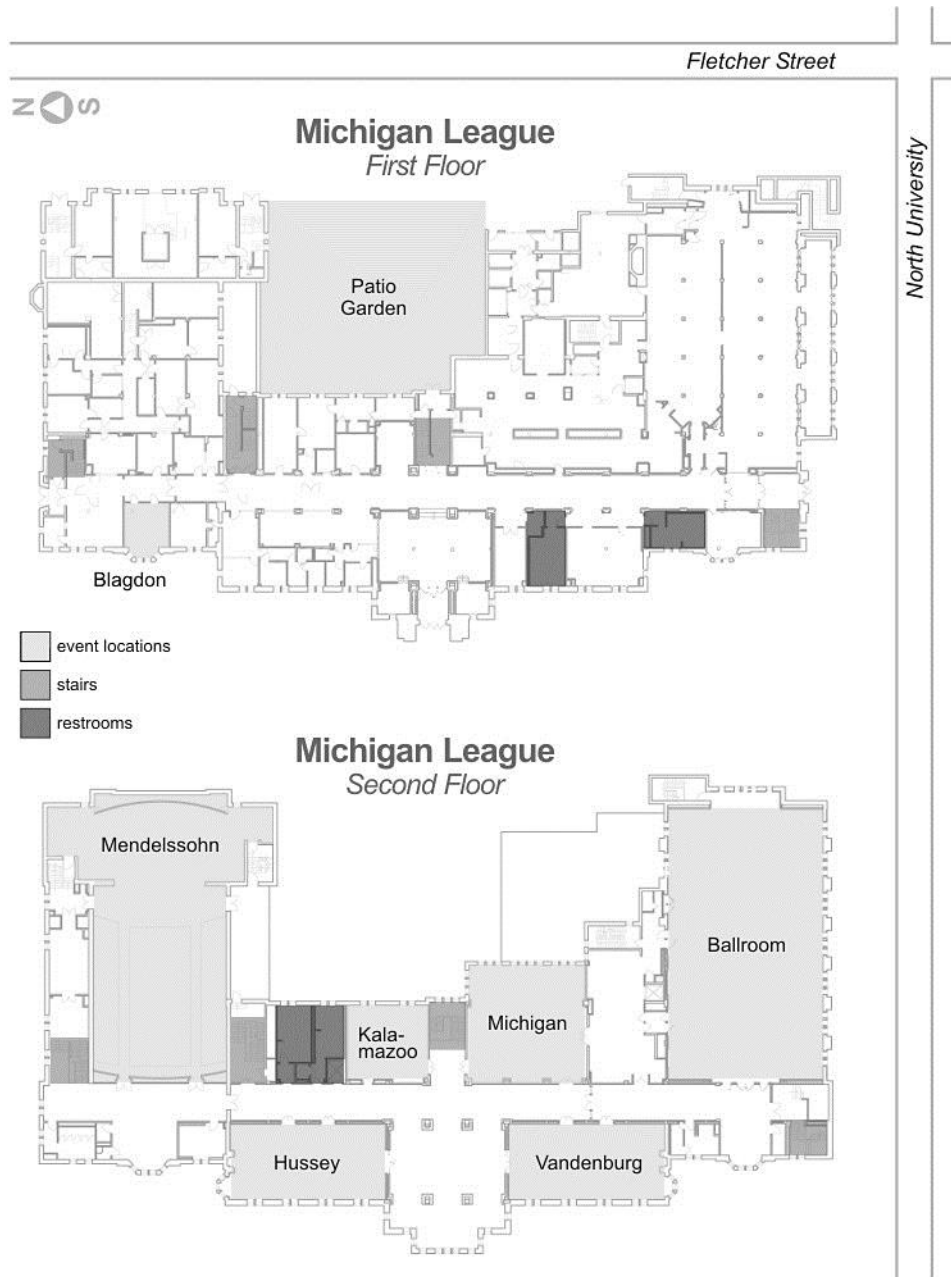 Fletcher Street
N S
North University
Michigan League
First Floor
Patio
Garden
Blagdon
event locations
stairs
restrooms
Michigan League
Second Floor
Mendelssohn
Ballroom
Michigan
Kala-
mazoo
Hussey
Vandenburg